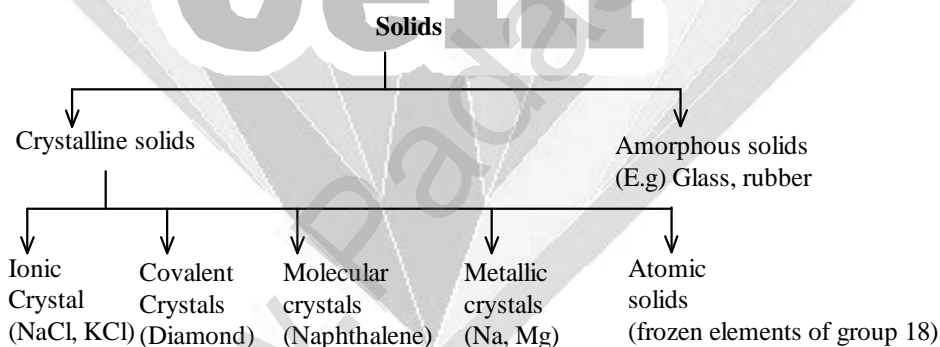 Solids
Crystalline solids
Amorphous solids
(E.g) Glass, rubber
Ionic
Crystal
(NaCl, KCl)
Covalent
Crystals
(Diamond)
Molecular
crystals
(Naphthalene)
Metallic
crystals
(Na, Mg)
Atomic
solids
(frozen elements of group 18)